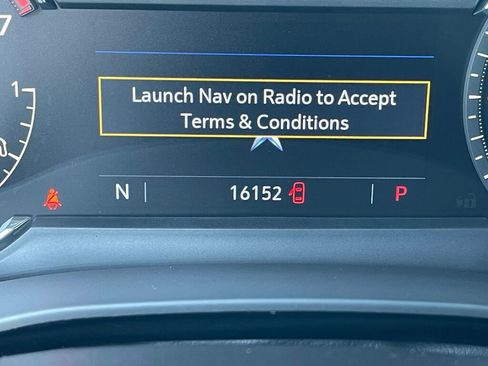 7
Launch Nav on Radio to Accept
Terms & Conditions
1
N 16152 P